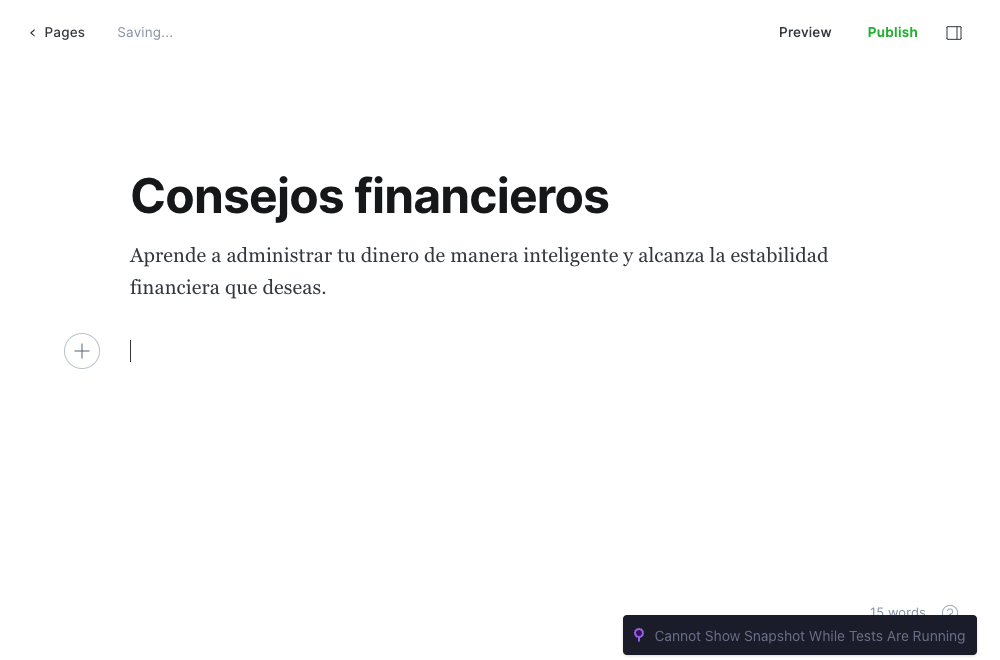 Pages
Saving...
Preview
Publish
Consejos financieros
Aprende a administrar tu dinero de manera inteligente y alcanza la estabilidad
financiera que deseas.
15 words
Cannot Show Snapshot While Tests Are Running